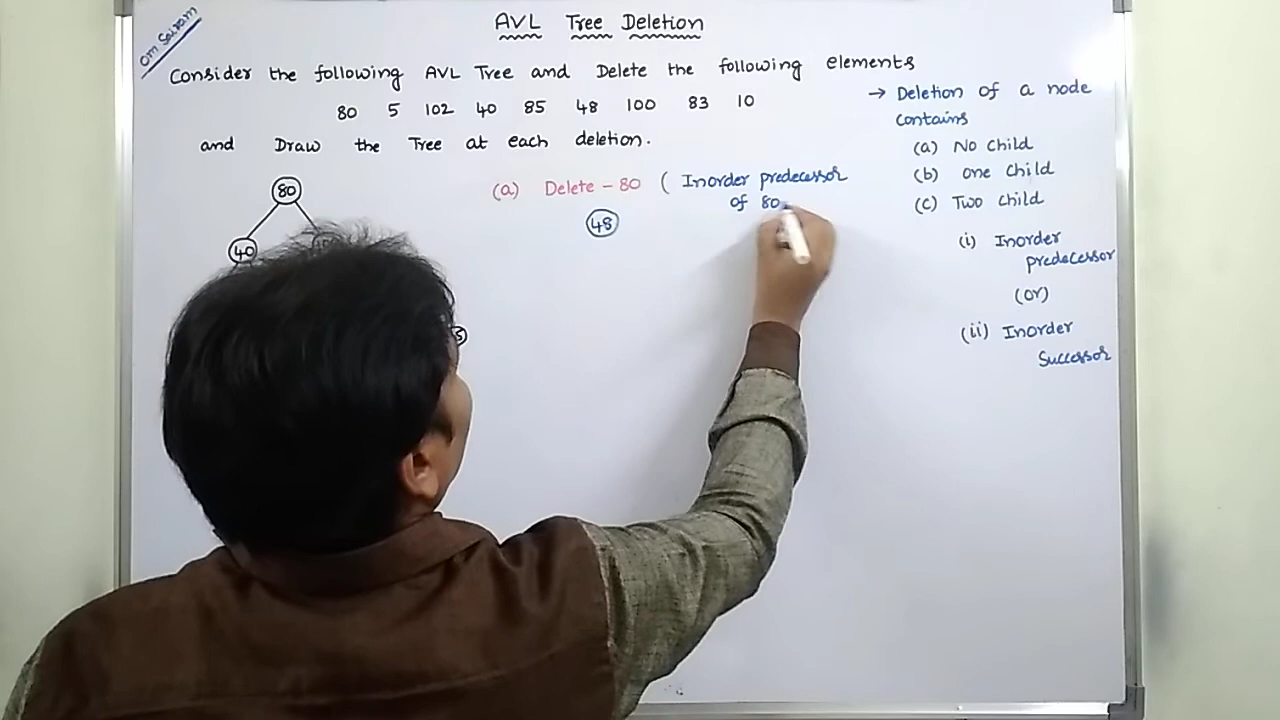 Om Sairam
AVL Tree Deletion
Consider the following AVL Tree and Delete the following elements
80 5 102 40 85 48 100 83 10
and Draw the Tree at each deletion.
80
40
(a) Delete - 80 ( Inorder predecessor
of 80
48
→ Deletion of a node
contains
(a) No child
(b) one child
(c) Two child
(i) Inorder
predecessor
(or)
(ii) Inorder
Successor